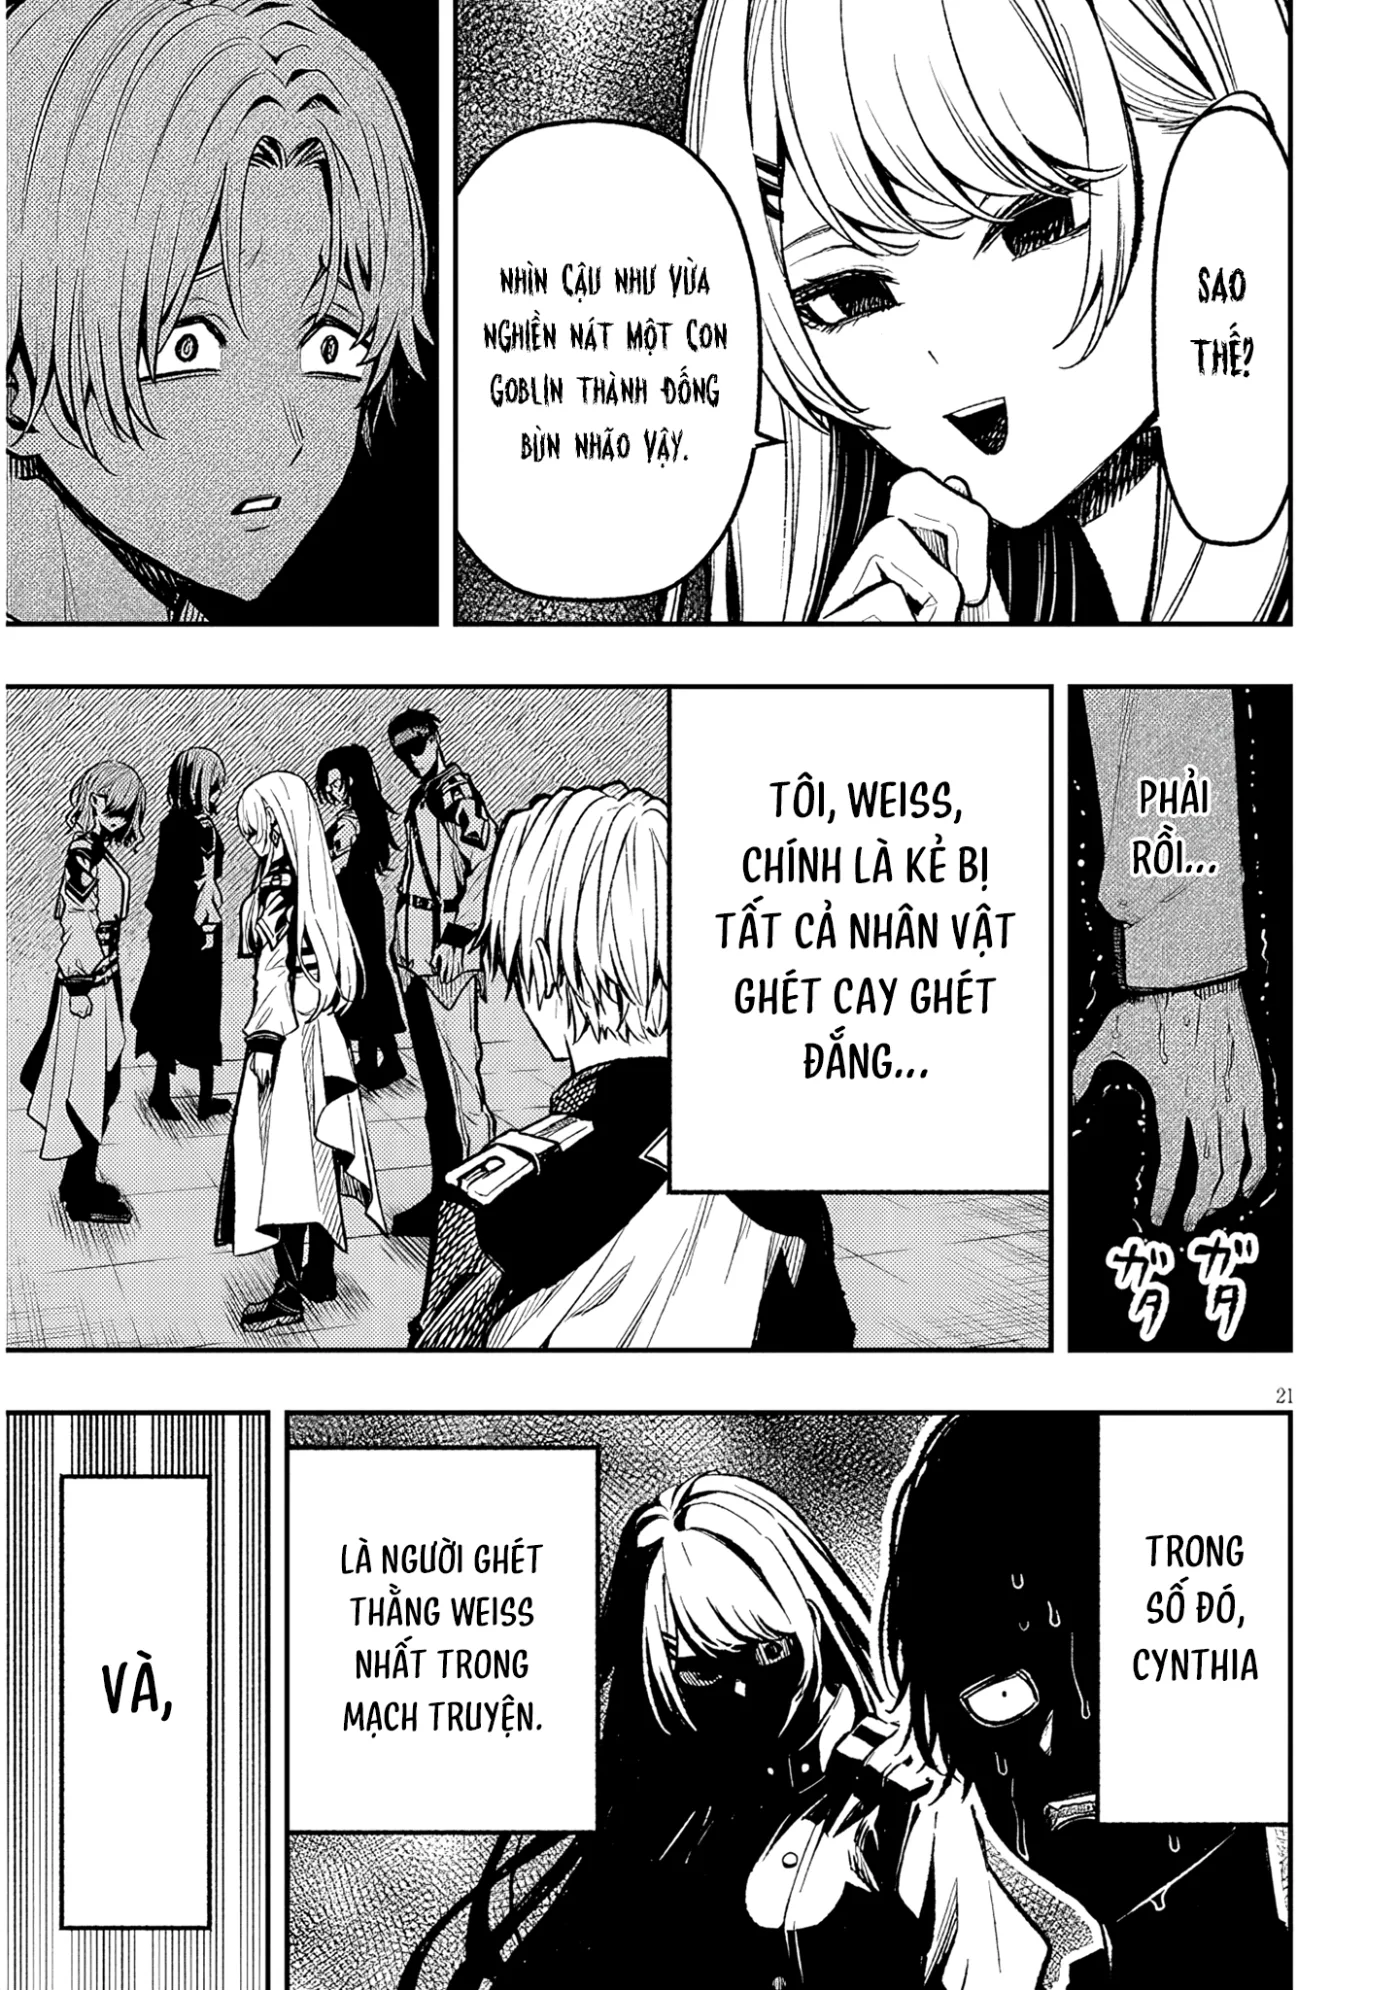 SAO
THẾ?
NHÌN CẬU NHƯ VỪA
NGHIỀN NÁT MỘT CON
GOBLIN THÀNH ĐỐNG
BÙN NHÃO VẬY.
PHẢI
RỒI...
ガタ
ガタ
TÔI, WEISS,
CHÍNH LÀ KẺ BỊ
TẤT CẢ NHÂN VẬT
GHÉT CAY GHÉT
ĐẮNG...
21
TRONG
SỐ ĐÓ,
CYNTHIA
LÀ NGƯỜI GHÉT
THẰNG WEISS
NHẤT TRONG
MẠCH TRUYỆN.
VÀ,